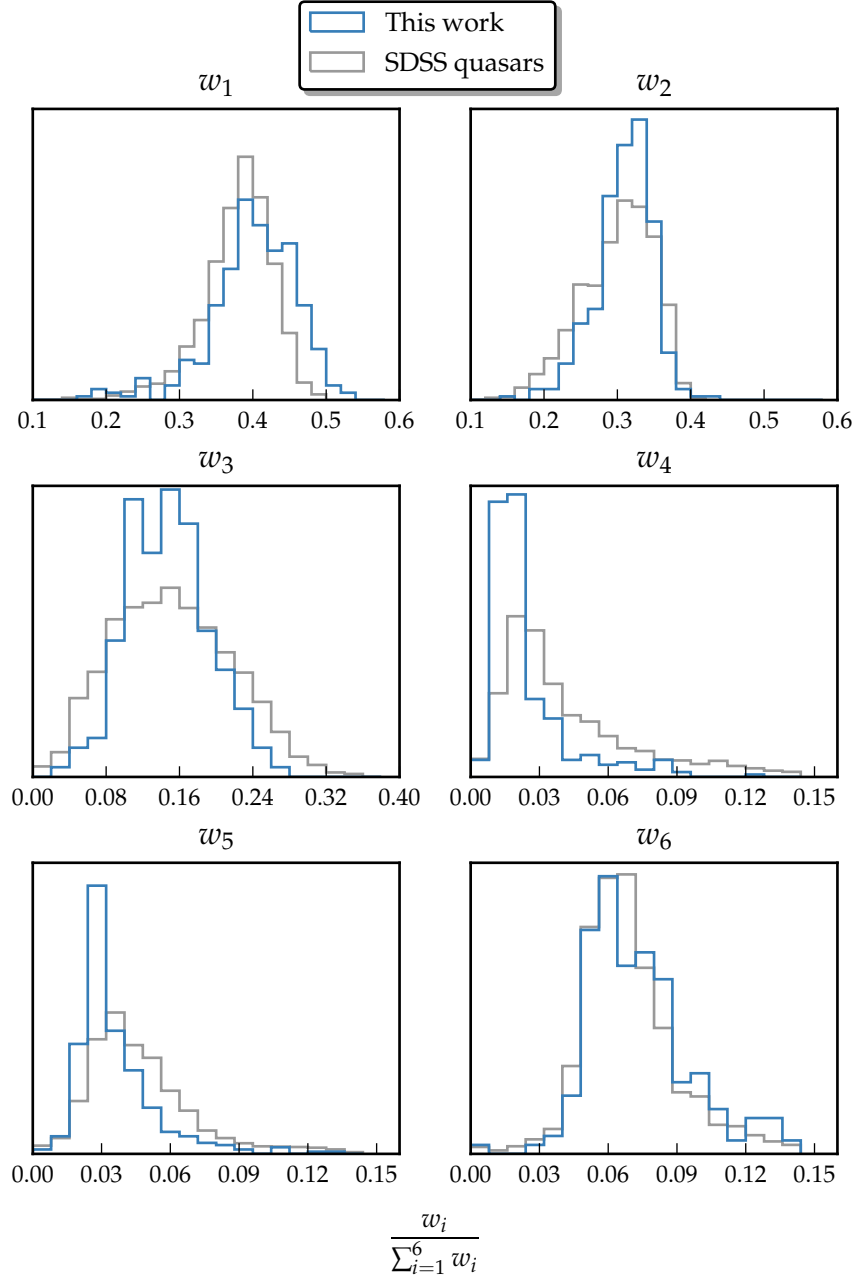 This work
SDSS quasars
w₁ w₂
0.1 0.2 0.3 0.4 0.5 0.6 0.1 0.2 0.3 0.4 0.5 0.6
w₃ w₄
0.00 0.08 0.16 0.24 0.32 0.40 0.00 0.03 0.06 0.09 0.12 0.15
w₅ w₆
0.00 0.03 0.06 0.09 0.12 0.15 0.00 0.03 0.06 0.09 0.12 0.15
wᵢ
∑⁶ᵢ₌₁ wᵢ